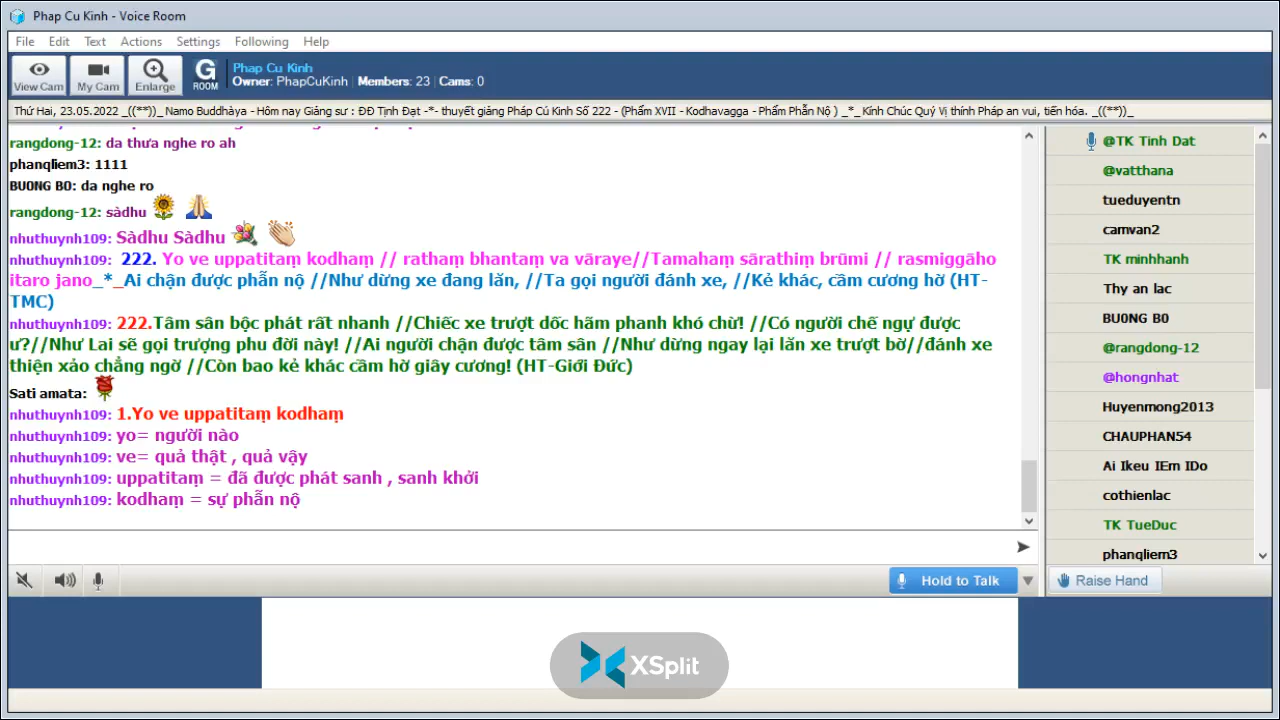 Phap Cu Kinh - Voice Room
File Edit Text Actions Settings Following Help
View Cam My Cam Enlarge G ROOM
Phap Cu Kinh
Owner: PhapCuKinh | Members: 23 | Cams: 0
Thứ Hai, 23.05.2022 _((**))_ Namo Buddhàya - Hôm nay Giảng sư : ĐĐ Tịnh Đạt -*- thuyết giảng Pháp Cú Kinh Số 222 - (Phẩm XVII - Kodhavagga - Phẩm Phẫn Nộ ) _*_ Kính Chúc Quý Vị thính Pháp an vui, tiến hóa. _((**))_
rangdong-12: da thưa nghe ro ah
phanqliem3: 1111
BU0NG B0: da nghe ro
rangdong-12: sàdhu
nhuthuynh109: Sàdhu Sàdhu
nhuthuynh109: 222. Yo ve uppatitaṃ kodhaṃ // rathaṃ bhantaṃ va vāraye//Tamahaṃ sārathiṃ brūmi // rasmiggāho
itaro jano_*_Ai chận được phẫn nộ //Như dừng xe đang lăn, //Ta gọi người đánh xe, //Kẻ khác, cầm cương hờ (HT-
TMC)
nhuthuynh109: 222.Tâm sân bộc phát rất nhanh //Chiếc xe trượt dốc hãm phanh khó chừ! //Có người chế ngự được
ư?//Như Lai sẽ gọi trượng phu đời này! //Ai người chận được tâm sân //Như dừng ngay lại lăn xe trượt bờ//đánh xe
thiện xảo chẳng ngờ //Còn bao kẻ khác cầm hờ giây cương! (HT-Giới Đức)
Sati amata:
nhuthuynh109: 1.Yo ve uppatitaṃ kodhaṃ
nhuthuynh109: yo= người nào
nhuthuynh109: ve= quả thật , quả vậy
nhuthuynh109: uppatitaṃ = đã được phát sanh , sanh khởi
nhuthuynh109: kodhaṃ = sự phẫn nộ
@TK Tinh Dat
@vatthana
tueduyentn
camvan2
TK minhhanh
Thy an lac
BU0NG B0
@rangdong-12
@hongnhat
Huyenmong2013
CHAUPHAN54
Ai Ikeu IEm IDo
cothienlac
TK TueDuc
phanqliem3
Hold to Talk
Raise Hand
XSplit